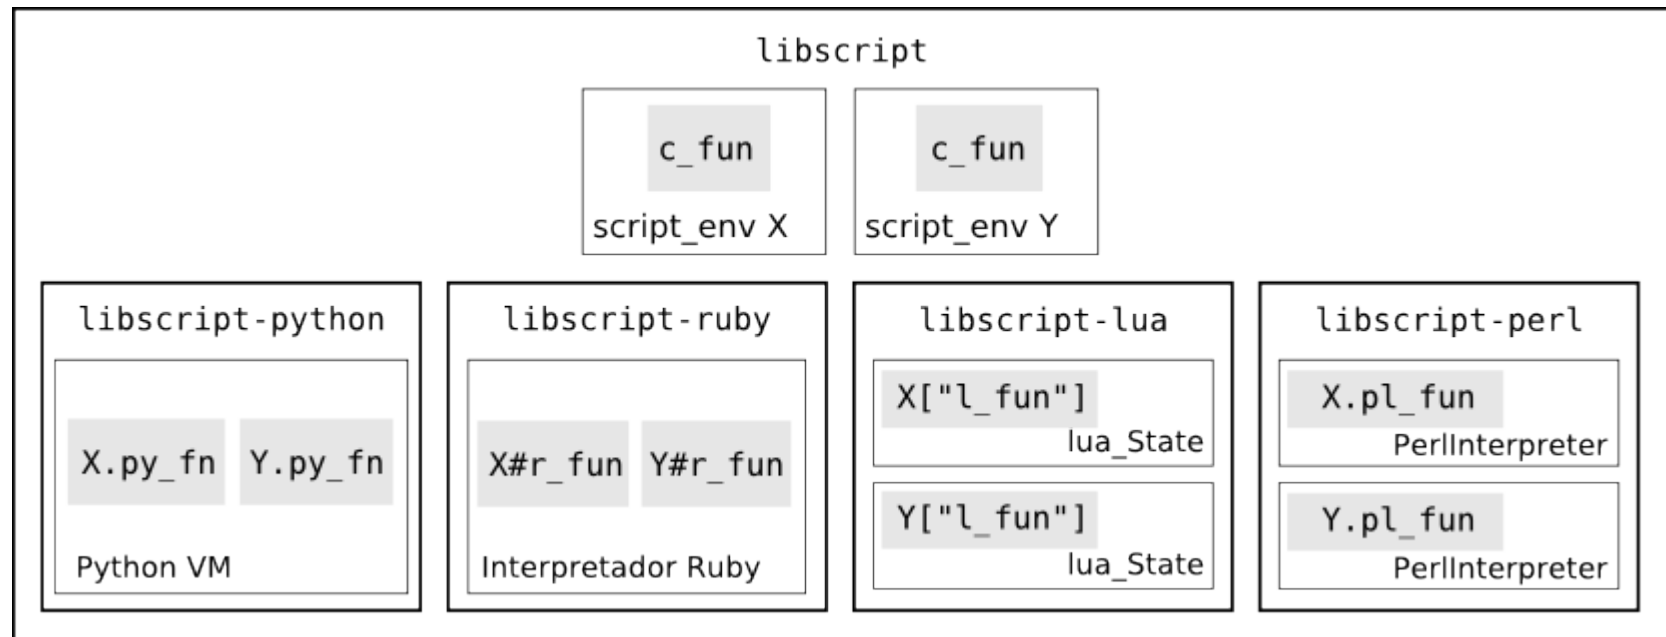 libscript
c_fun
script_env X
c_fun
script_env Y
libscript-python
X.py_fn
Y.py_fn
Python VM
libscript-ruby
X#r_fun
Y#r_fun
Interpretador Ruby
libscript-lua
X["l_fun"]
lua_State
Y["l_fun"]
lua_State
libscript-perl
X.pl_fun
PerlInterpreter
Y.pl_fun
PerlInterpreter